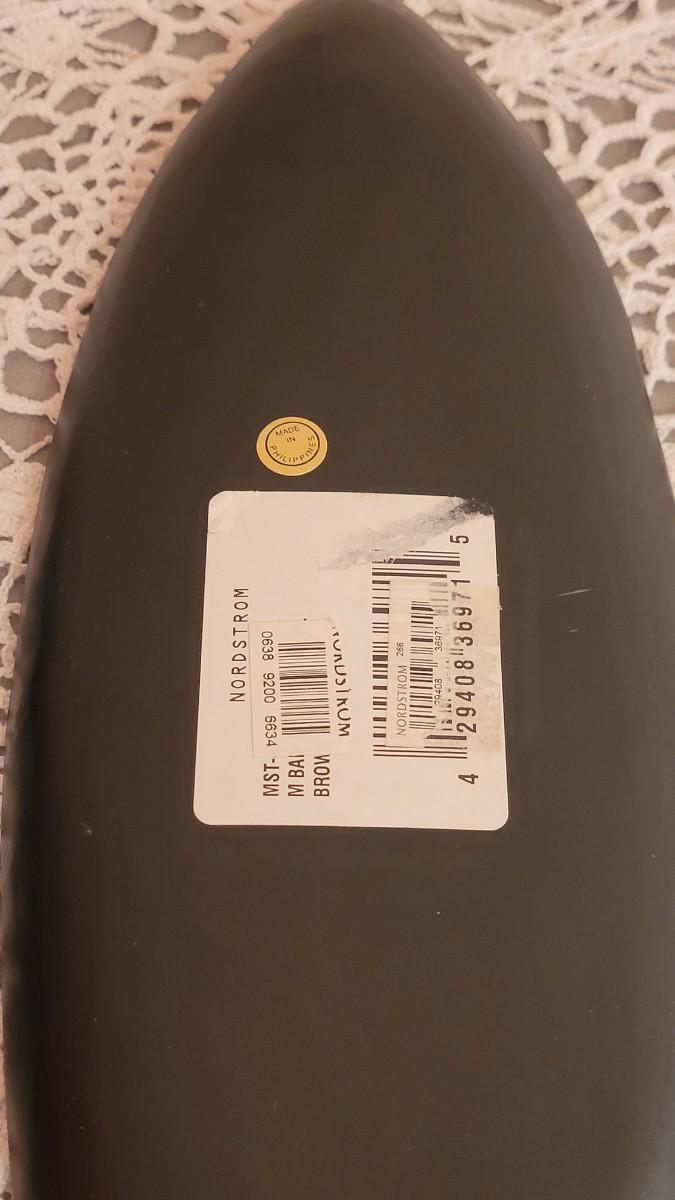 MADE
IN
PHILIPPINES
NORDSTROM
0638 9200 6634
NORDSTROM
MST-
M BA
BROW
NORDSTROM 266
29408 36971
4 29408 36971 5